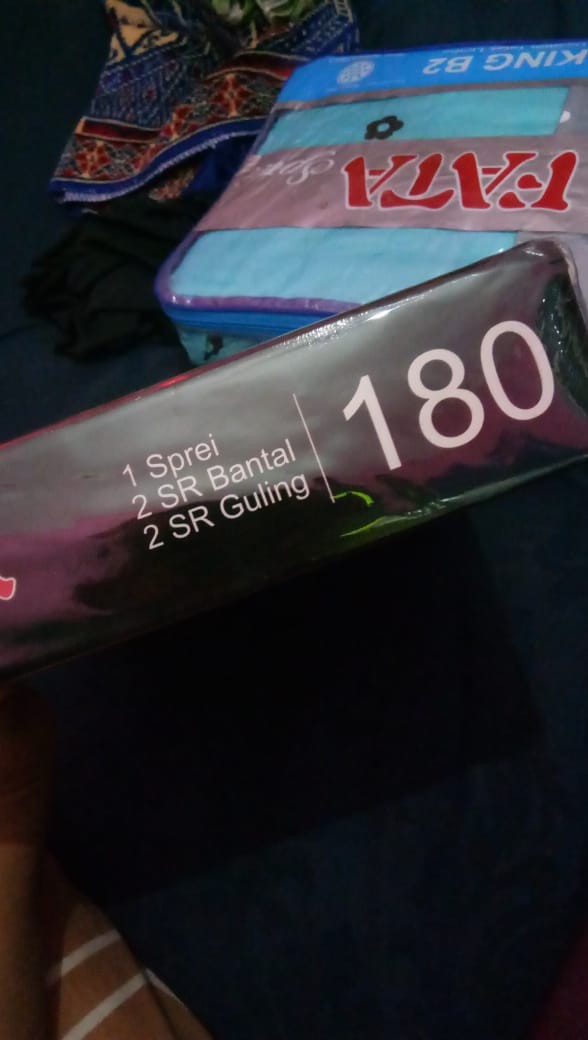 KING B2
FATA
1 Sprei
2 SR Bantal
2 SR Guling
180